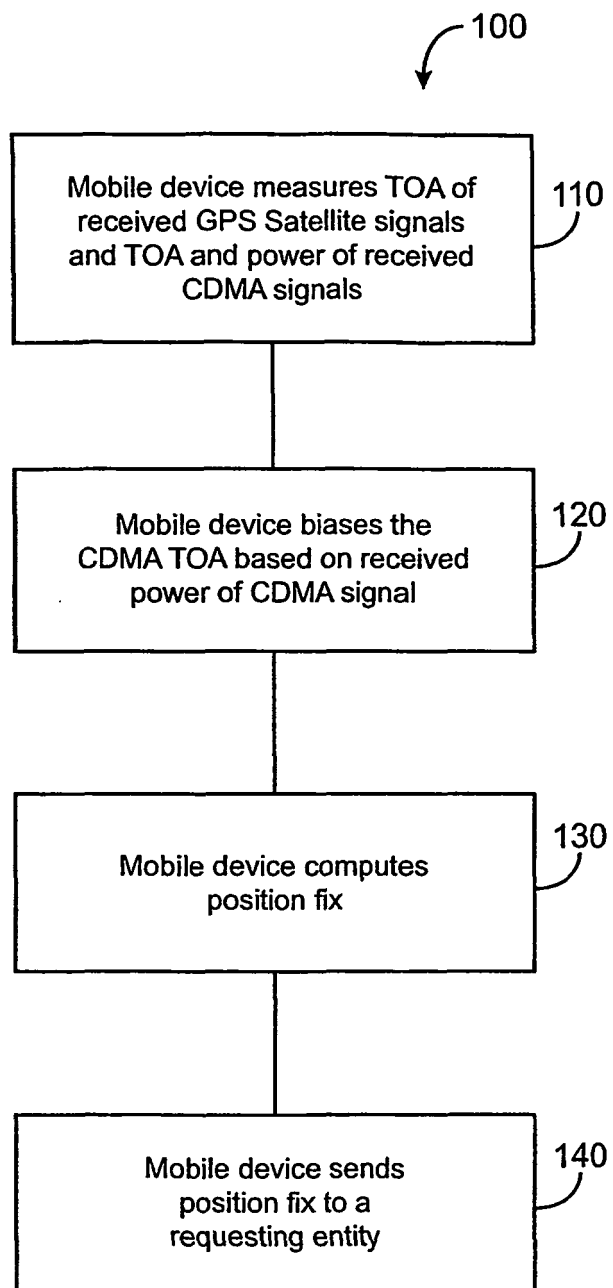 100
Mobile device measures TOA of
received GPS Satellite signals
and TOA and power of received
CDMA signals
110
Mobile device biases the
CDMA TOA based on received
power of CDMA signal
120
Mobile device computes
position fix
130
Mobile device sends
position fix to a
requesting entity
140